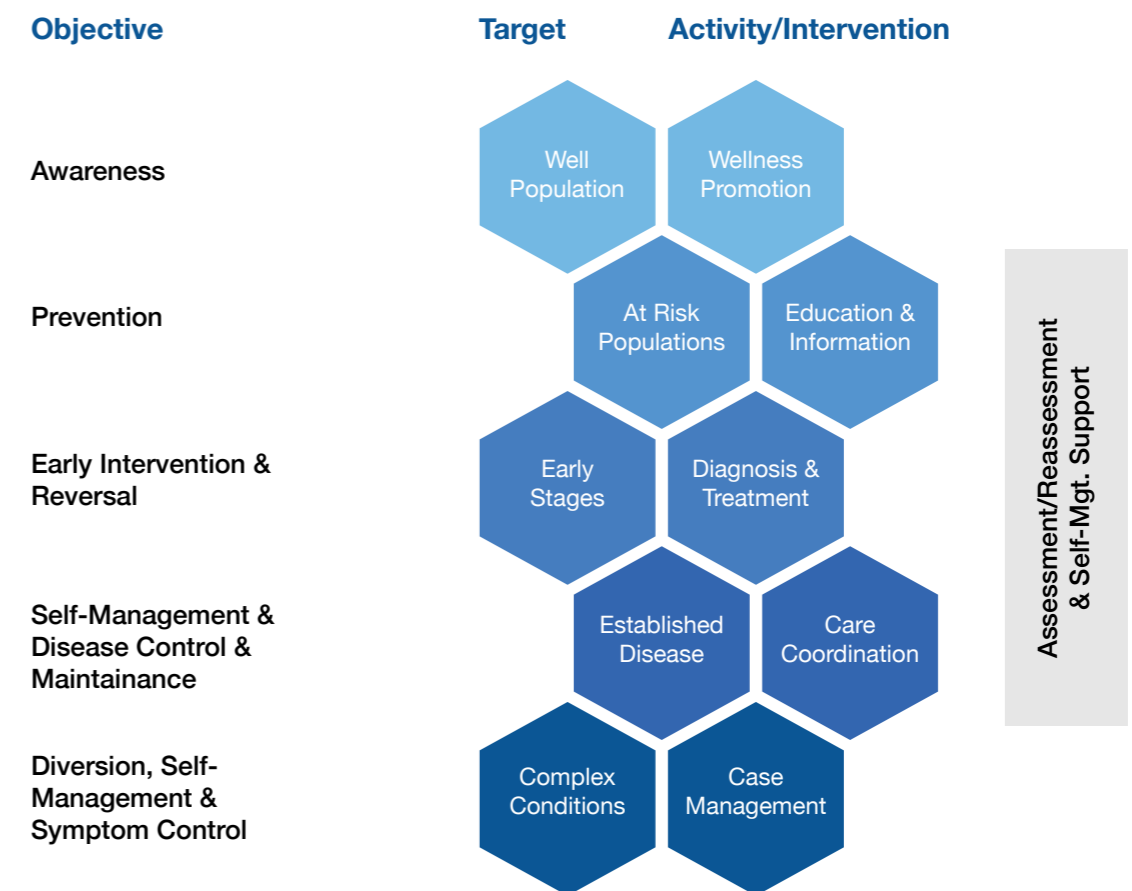 Objective
Target
Activity/Intervention
Awareness
Well
Population
Wellness
Promotion
Prevention
At Risk
Populations
Education &
Information
Early Intervention &
Reversal
Early
Stages
Diagnosis &
Treatment
Self-Management &
Disease Control &
Maintainance
Established
Disease
Care
Coordination
Diversion, Self-
Management &
Symptom Control
Complex
Conditions
Case
Management
Assessment/Reassessment
& Self-Mgt. Support